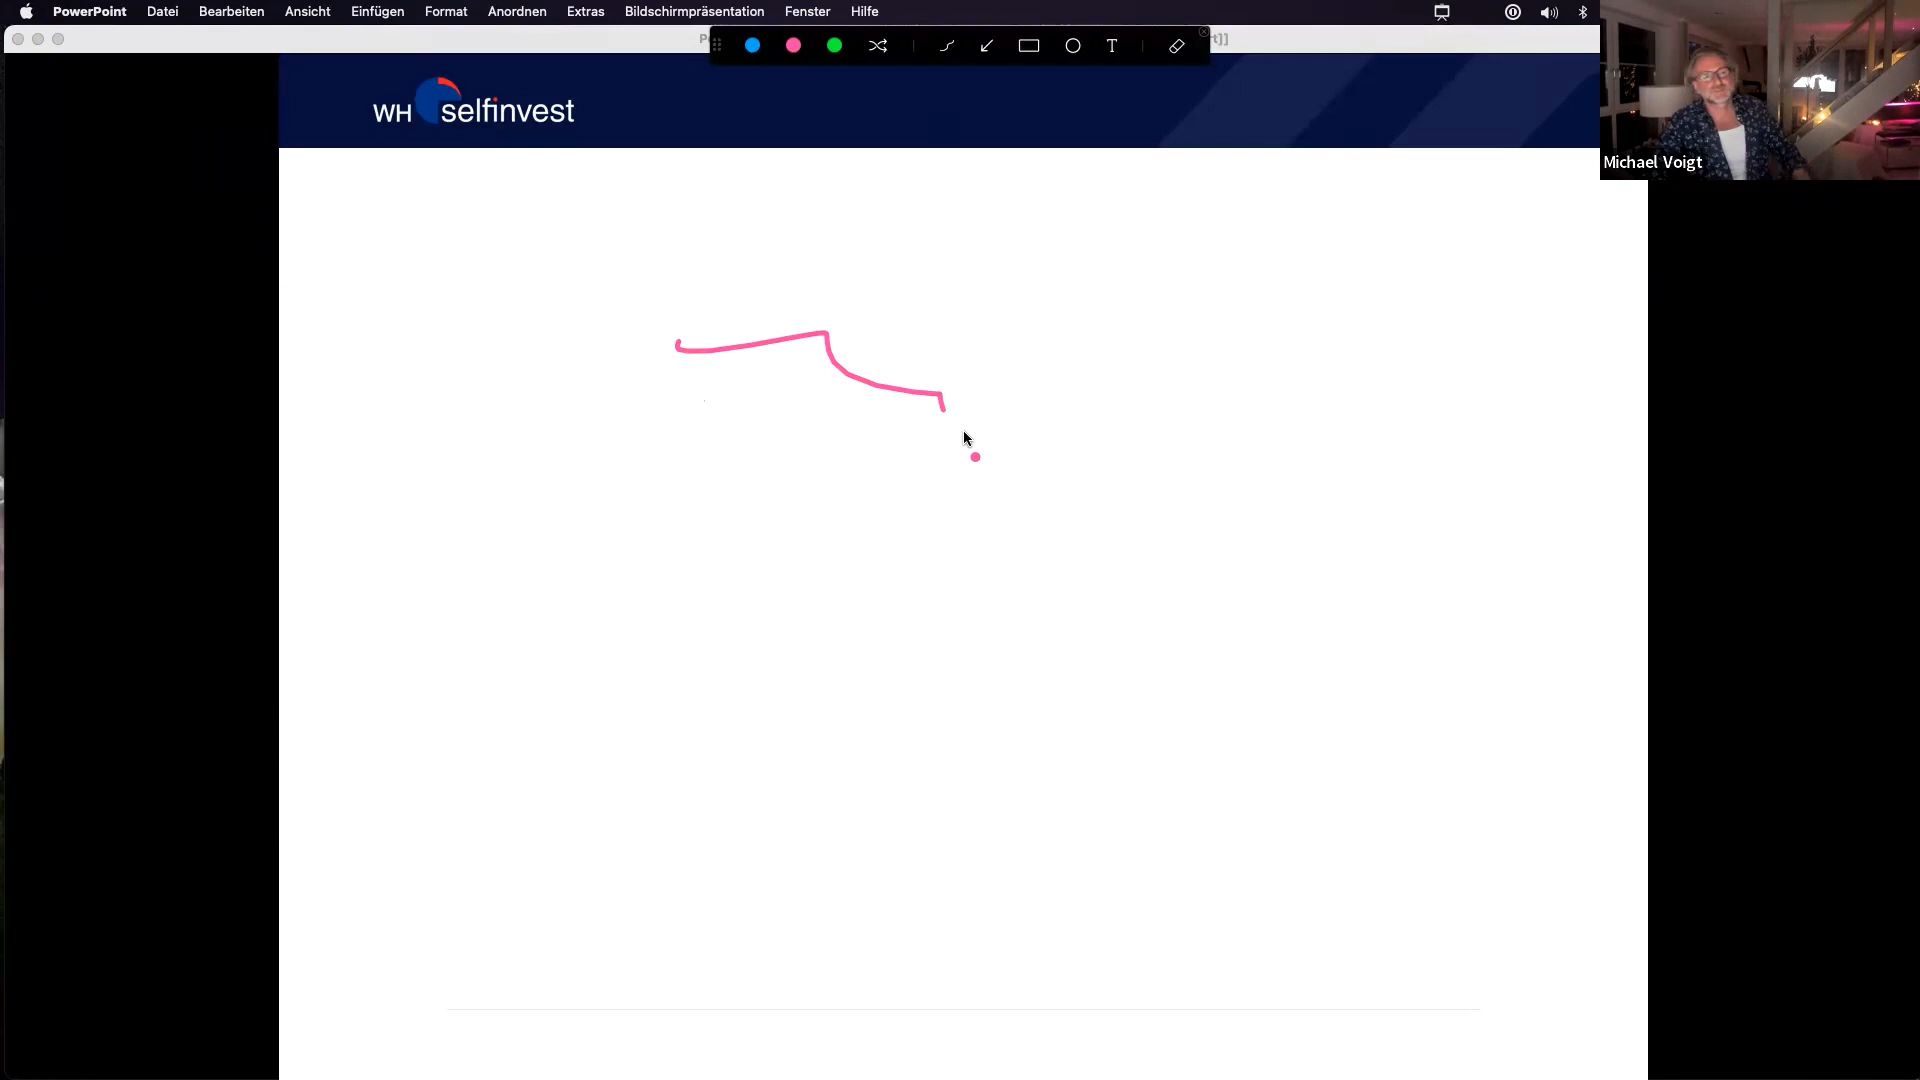 PowerPoint Datei Bearbeiten Ansicht Einfügen Format Anordnen Extras Bildschirmpräsentation Fenster Hilfe
T
WH selfinvest
Michael Voigt